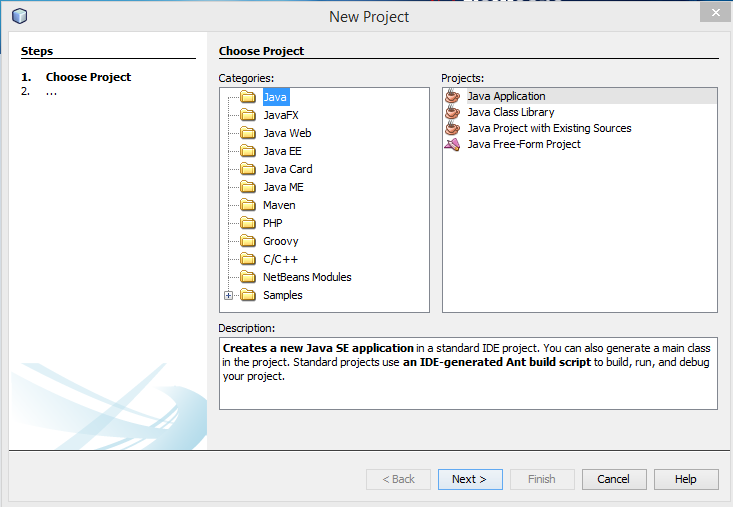 New Project
Steps
1. Choose Project
2. ...
Choose Project
Categories:
Java
JavaFX
Java Web
Java EE
Java Card
Java ME
Maven
PHP
Groovy
C/C++
NetBeans Modules
Samples
Projects:
Java Application
Java Class Library
Java Project with Existing Sources
Java Free-Form Project
Description:
Creates a new Java SE application in a standard IDE project. You can also generate a main class
in the project. Standard projects use an IDE-generated Ant build script to build, run, and debug
your project.
< Back
Next >
Finish
Cancel
Help